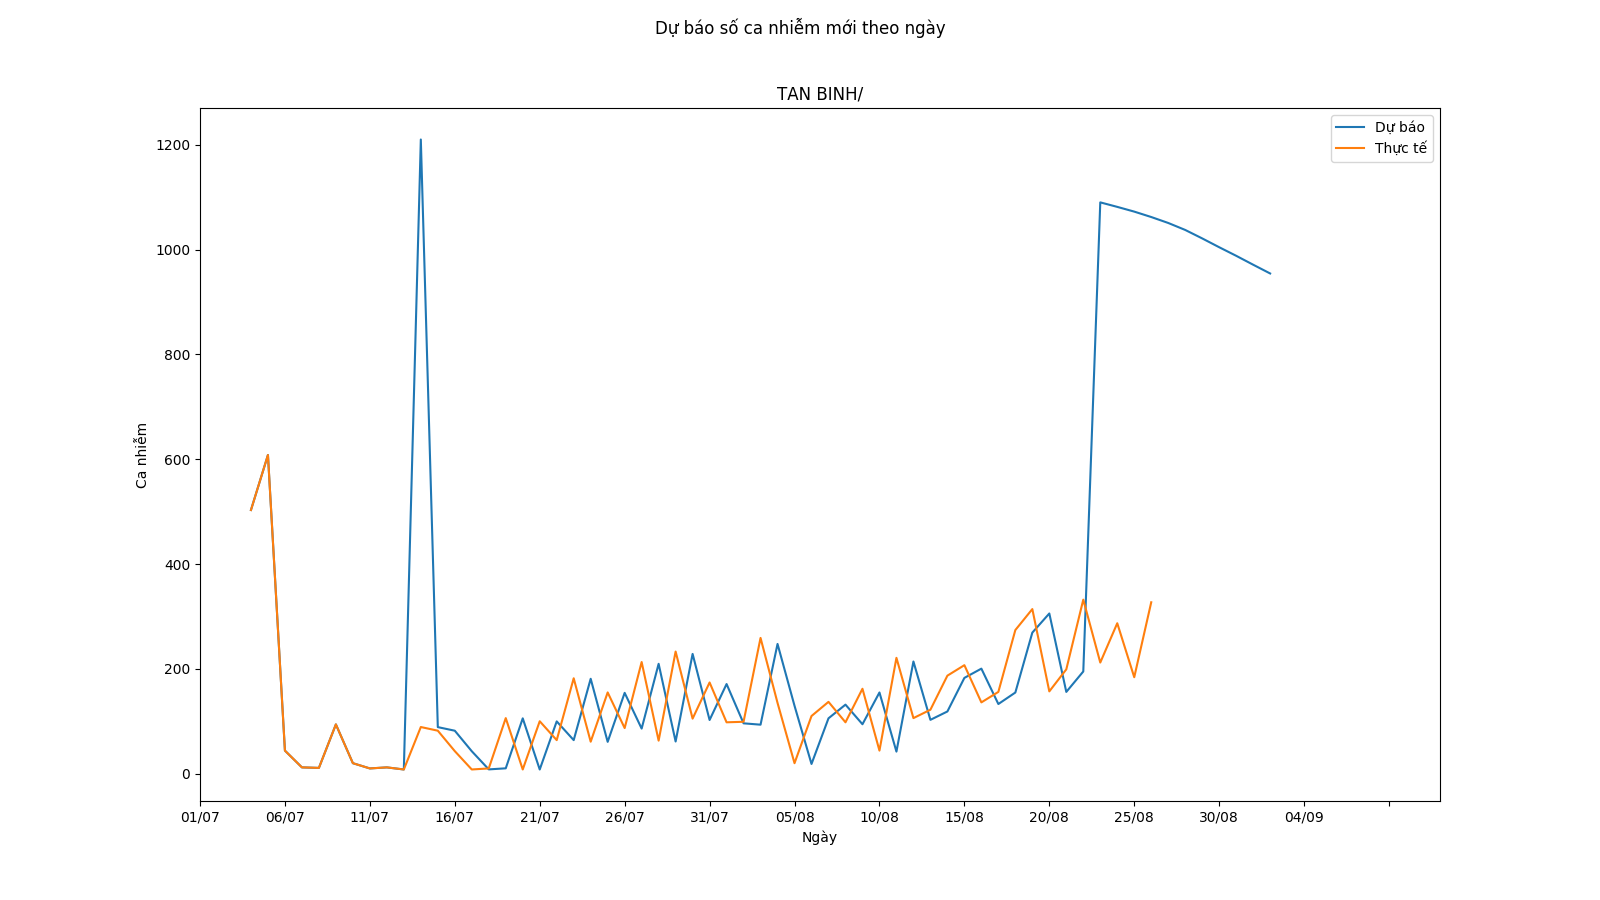 Dự báo số ca nhiễm mới theo ngày
TAN BINH/
Dự báo
Thực tế
1200
1000
800
600
400
200
0
Ca nhiễm
01/07 06/07 11/07 16/07 21/07 26/07 31/07 05/08 10/08 15/08 20/08 25/08 30/08 04/09
Ngày